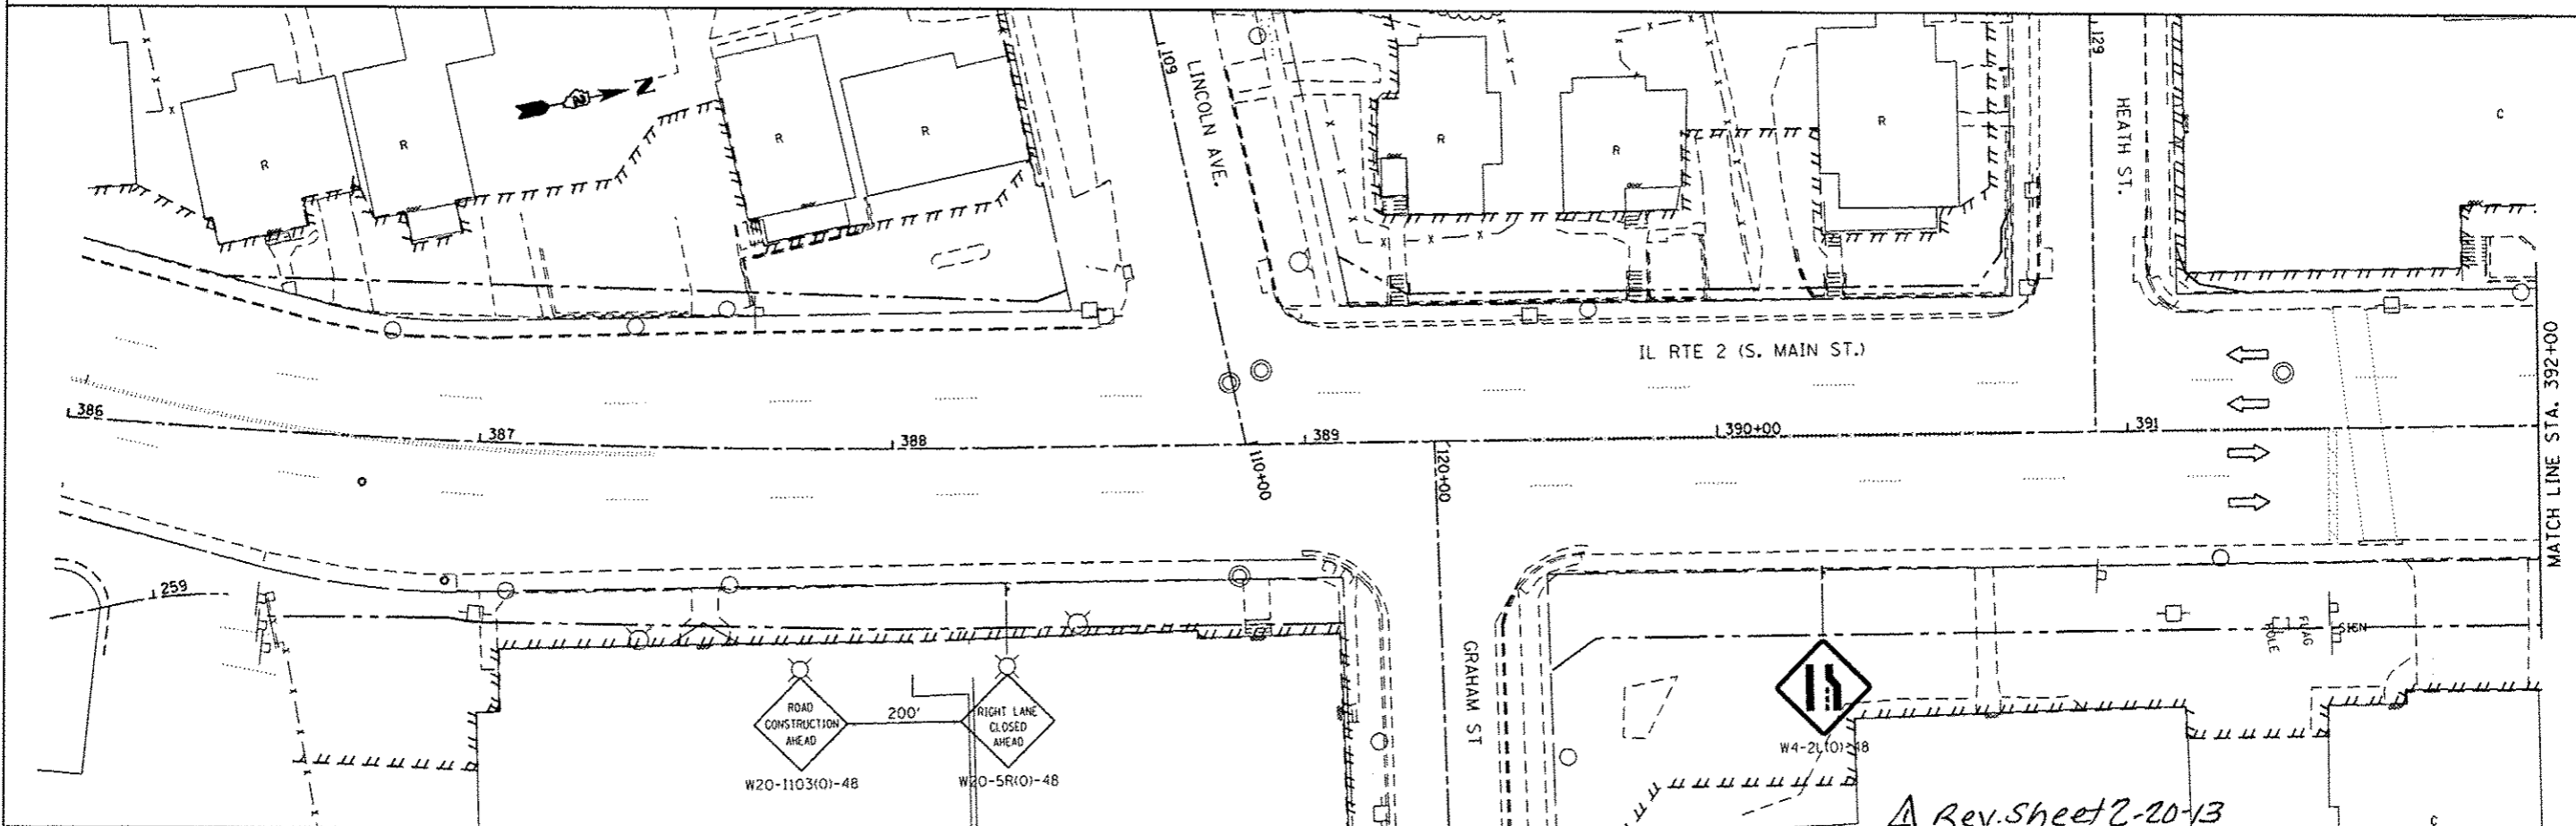 N
R
R
R
R
R
R
R
C
109
LINCOLN AVE.
129
HEATH ST.
IL RTE 2 (S. MAIN ST.)
386
387
388
389
390+00
391
110+00
120+00
MATCH LINE STA. 392+00
259
GRAHAM ST
FLAG
POLE
SIGN
ROAD
CONSTRUCTION
AHEAD
200'
RIGHT LANE
CLOSED
AHEAD
W20-1103(0)-48
W20-5R(0)-48
W4-2L(0)-48
1 Rev. Sheet 2-20-13
C